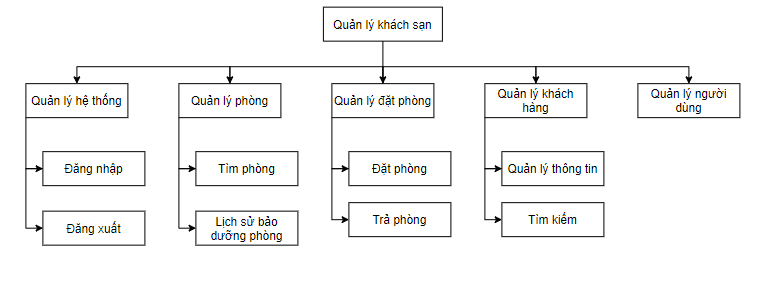 Quản lý khách sạn
Quản lý hệ thống
Quản lý phòng
Quản lý đặt phòng
Quản lý khách
hàng
Quản lý người
dùng
Đăng nhập
Tìm phòng
Đặt phòng
Quản lý thông tin
Đăng xuất
Lịch sử bảo
dưỡng phòng
Trả phòng
Tìm kiếm